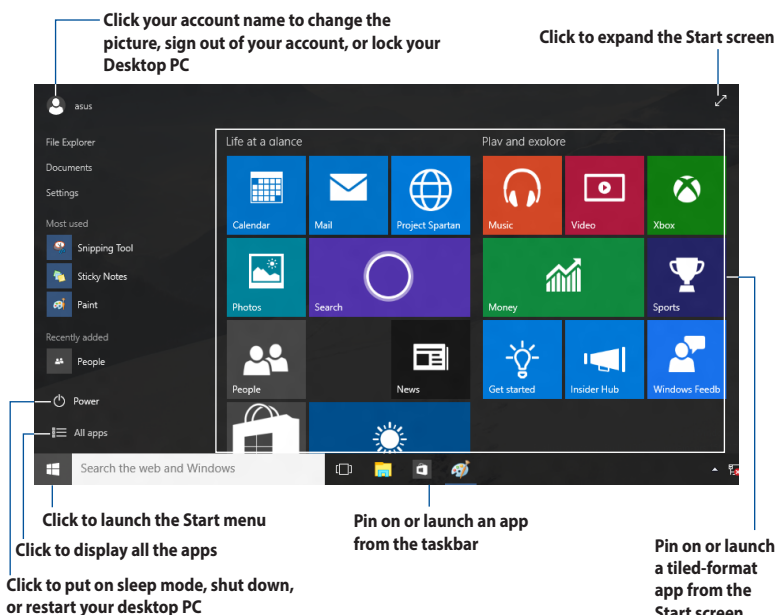 Click your account name to change the
picture, sign out of your account, or lock your
Desktop PC
Click to expand the Start screen
asus
File Explorer
Documents
Settings
Most used
Snipping Tool
Sticky Notes
Paint
Recently added
People
Power
All apps
Life at a glance
Calendar
Mail
Project Spartan
Photos
Search
People
News
Play and explore
Music
Video
Xbox
Money
Sports
Get started
Insider Hub
Windows Feedb
Search the web and Windows
Click to launch the Start menu
Click to display all the apps
Click to put on sleep mode, shut down,
or restart your desktop PC
Pin on or launch an app
from the taskbar
Pin on or launch
a tiled-format
app from the
Start screen